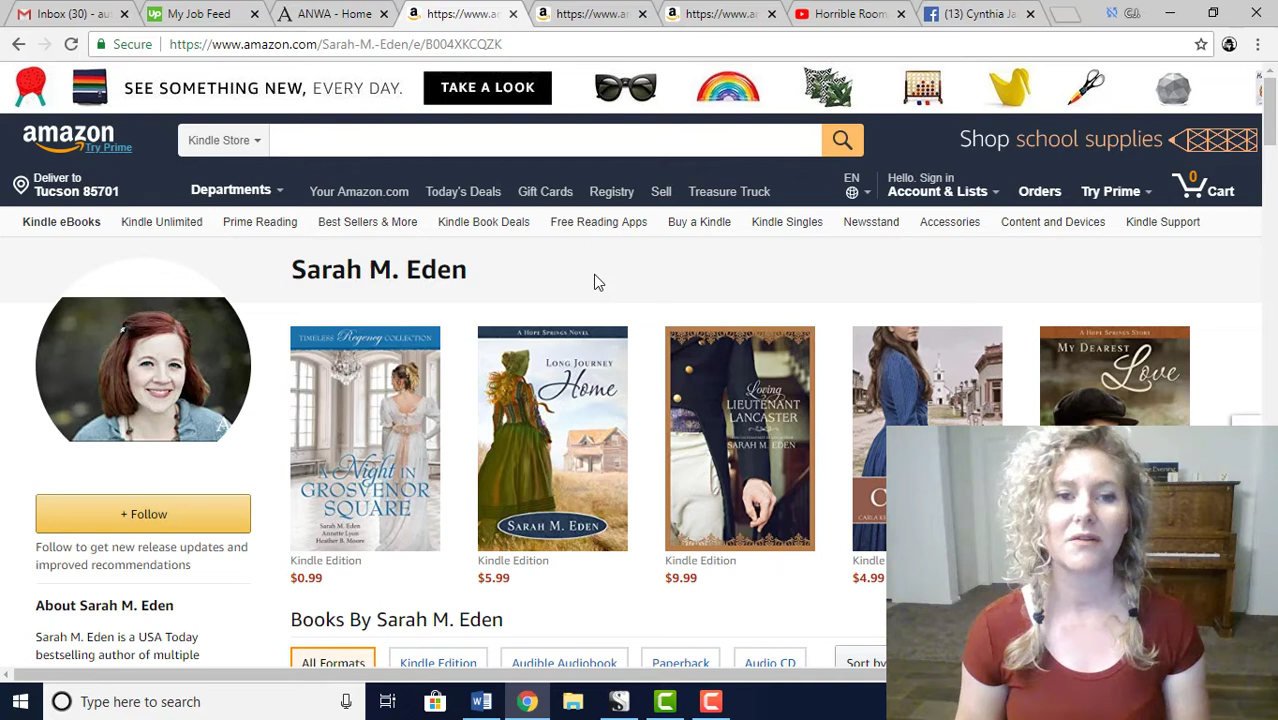 Inbox (30) - aut
My Job Feed
ANWA - Home
https://www.ar
https://www.ar
https://www.ar
Horrible Room
(13) Cynthia Ja
C.J.
Secure
https://www.amazon.com/Sarah-M.-Eden/e/B004XKCQZK
SEE SOMETHING NEW, EVERY DAY.
TAKE A LOOK
amazon
Try Prime
Kindle Store
Shop school supplies
Deliver to
Tucson 85701
Departments
Your Amazon.com
Today's Deals
Gift Cards
Registry
Sell
Treasure Truck
EN
Hello. Sign in
Account & Lists
Orders
Try Prime
0
Cart
Kindle eBooks
Kindle Unlimited
Prime Reading
Best Sellers & More
Kindle Book Deals
Free Reading Apps
Buy a Kindle
Kindle Singles
Newsstand
Accessories
Content and Devices
Kindle Support
Sarah M. Eden
TIMELESS Regency COLLECTION
A Night in
GROSVENOR
SQUARE
Sarah M. Eden
Annette Lyon
Heather B. Moore
Kindle Edition
$0.99
A HOPE SPRINGS NOVEL
LONG JOURNEY
Home
SARAH M. EDEN
Kindle Edition
$5.99
Loving
LIEUTENANT
LANCASTER
SARAH M. EDEN
Kindle Edition
$9.99
Kindle
$4.99
A HOPE SPRINGS STORY
MY DEAREST
Love
+ Follow
Follow to get new release updates and
improved recommendations
About Sarah M. Eden
Sarah M. Eden is a USA Today
bestselling author of multiple
Books By Sarah M. Eden
All Formats
Kindle Edition
Audible Audiobook
Paperback
Audio CD
Sort by
Type here to search